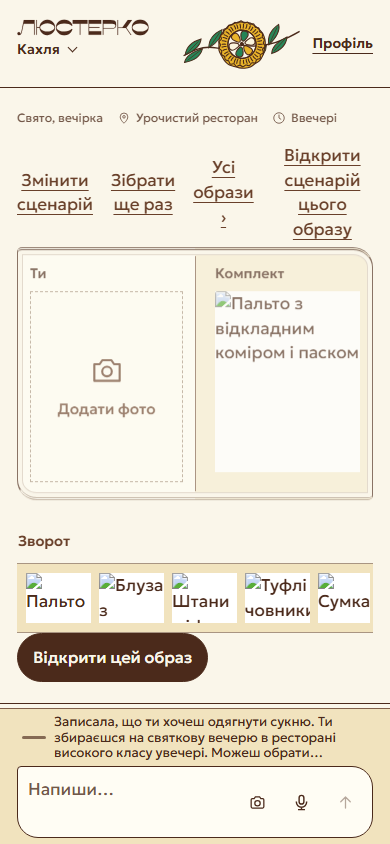 ЛЮСТЕРКО
Кахля
Профіль
Свято, вечірка
Урочистий ресторан
Ввечері
Змінити
сценарій
Зібрати
ще раз
Усі
образи
›
Відкрити
сценарій
цього
образу
Ти
Комплект
Додати фото
Пальто з
відкладним
коміром і паском
Зворот
Пальто
Блуза
з
Штани
Туфлі
човники
Сумка
Відкрити цей образ
Записала, що ти хочеш одягнути сукню. Ти
збираєшся на святкову вечерю в ресторані
високого класу увечері. Можеш обрати…
Напиши…